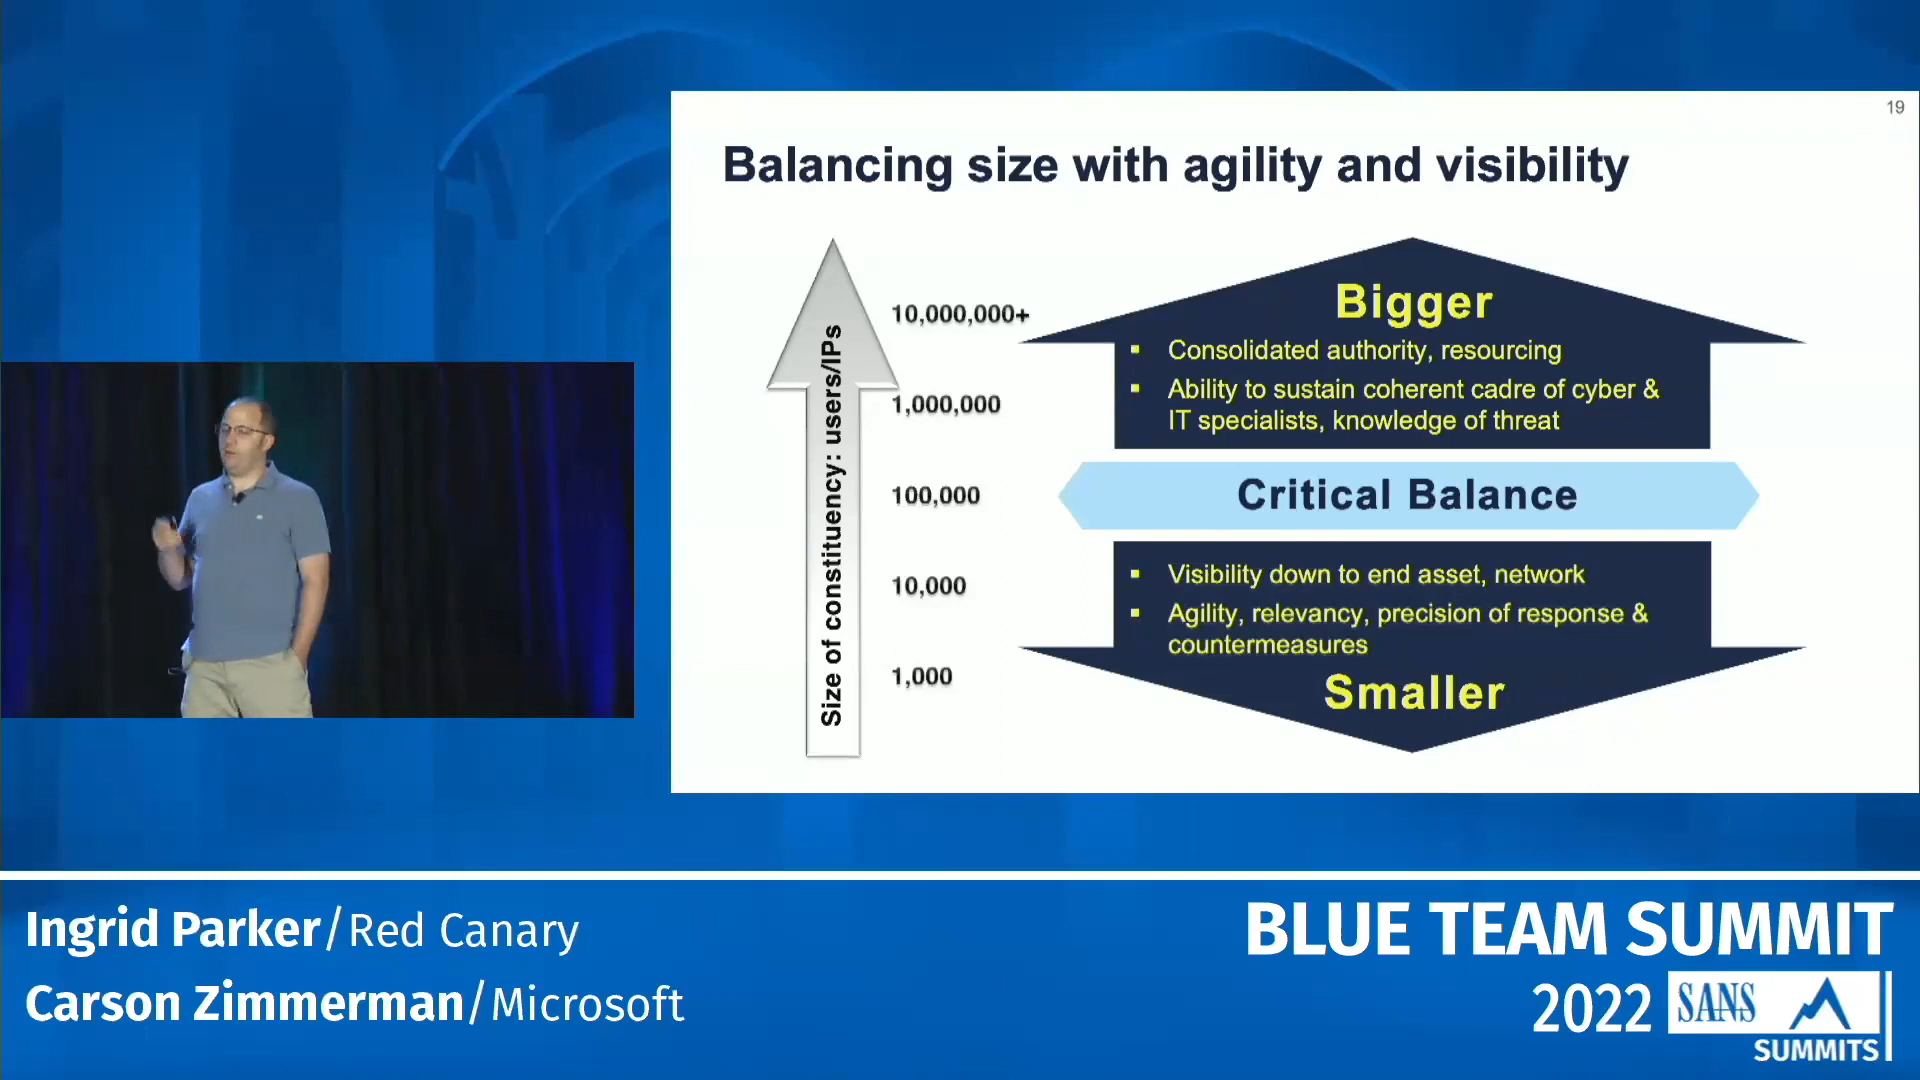 19
Balancing size with agility and visibility
Size of constituency: users/IPs
10,000,000+
1,000,000
100,000
10,000
1,000
Bigger
▪ Consolidated authority, resourcing
▪ Ability to sustain coherent cadre of cyber &
IT specialists, knowledge of threat
Critical Balance
▪ Visibility down to end asset, network
▪ Agility, relevancy, precision of response &
countermeasures
Smaller
Ingrid Parker/Red Canary
Carson Zimmerman/Microsoft
BLUE TEAM SUMMIT
2022
SANS
SUMMITS